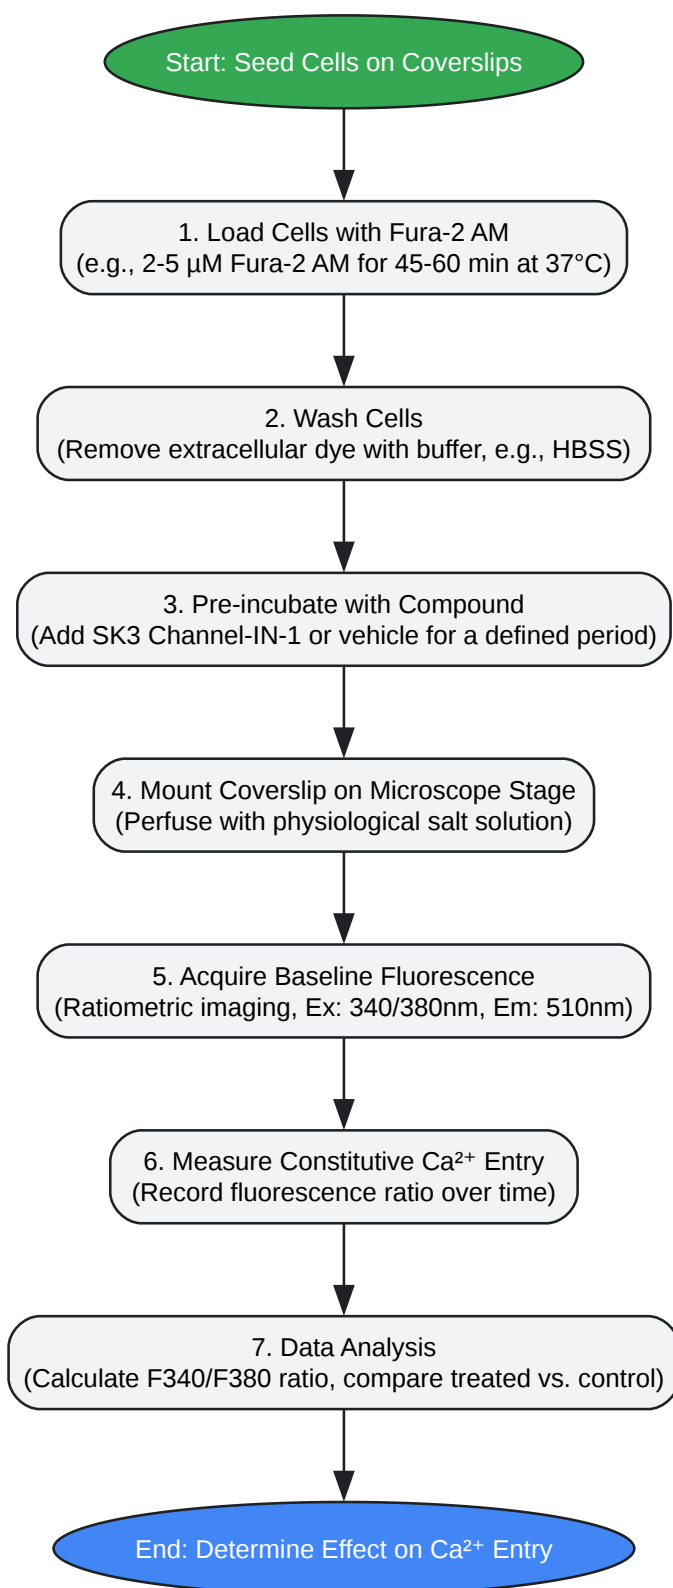 Start: Seed Cells on Coverslips
1. Load Cells with Fura-2 AM
(e.g., 2-5 µM Fura-2 AM for 45-60 min at 37°C)
2. Wash Cells
(Remove extracellular dye with buffer, e.g., HBSS)
3. Pre-incubate with Compound
(Add SK3 Channel-IN-1 or vehicle for a defined period)
4. Mount Coverslip on Microscope Stage
(Perfuse with physiological salt solution)
5. Acquire Baseline Fluorescence
(Ratiometric imaging, Ex: 340/380nm, Em: 510nm)
6. Measure Constitutive Ca²⁺ Entry
(Record fluorescence ratio over time)
7. Data Analysis
(Calculate F340/F380 ratio, compare treated vs. control)
End: Determine Effect on Ca²⁺ Entry